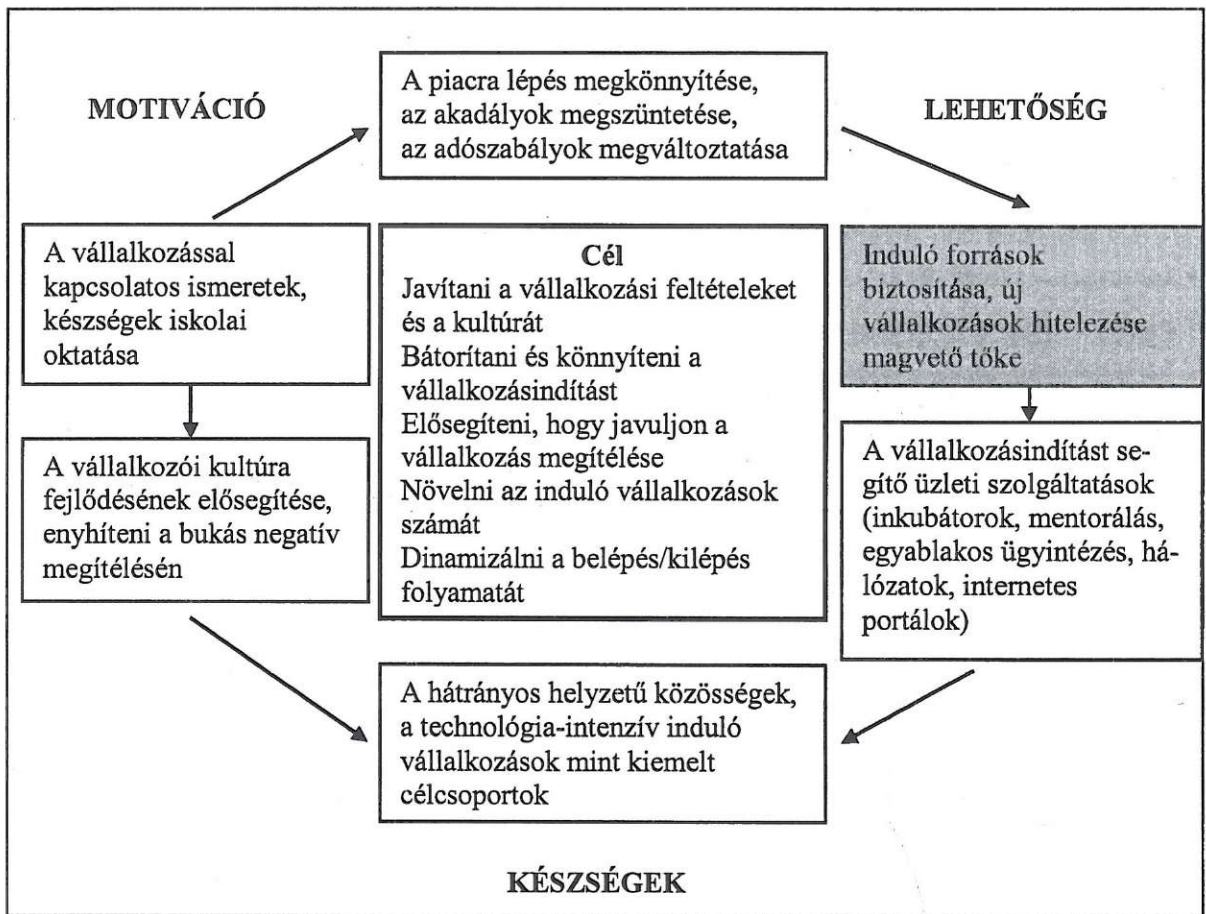 MOTIVÁCIÓ
A piacra lépés megkönnyítése,
az akadályok megszüntetése,
az adószabályok megváltoztatása
LEHETŐSÉG
A vállalkozással
kapcsolatos ismeretek,
készségek iskolai
oktatása
Cél
Javítani a vállalkozási feltételeket
és a kultúrát
Bátorítani és könnyíteni a
vállalkozásindítást
Elősegíteni, hogy javuljon a
vállalkozás megítélése
Növelni az induló vállalkozások
számát
Dinamizálni a belépés/kilépés
folyamatát
Induló források
biztosítása, új
vállalkozások hitelezése
magvető tőke
A vállalkozói kultúra
fejlődésének elősegítése,
enyhíteni a bukás negatív
megítélésén
A vállalkozásindítást se-
gítő üzleti szolgáltatások
(inkubátorok, mentorálás,
egyablakos ügyintézés, há-
lózatok, internetes
portálok)
A hátrányos helyzetű közösségek,
a technológia-intenzív induló
vállalkozások mint kiemelt
célcsoportok
KÉSZSÉGEK